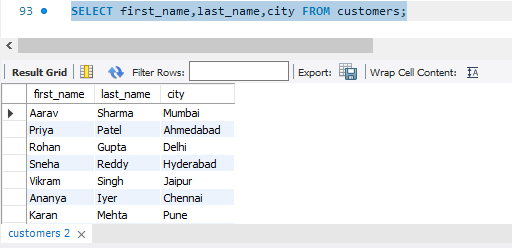 93 SELECT first_name,last_name,city FROM customers;
Result Grid Filter Rows: Export: Wrap Cell Content: IA
first_name last_name city
Aarav Sharma Mumbai
Priya Patel Ahmedabad
Rohan Gupta Delhi
Sneha Reddy Hyderabad
Vikram Singh Jaipur
Ananya Iyer Chennai
Karan Mehta Pune
customers 2